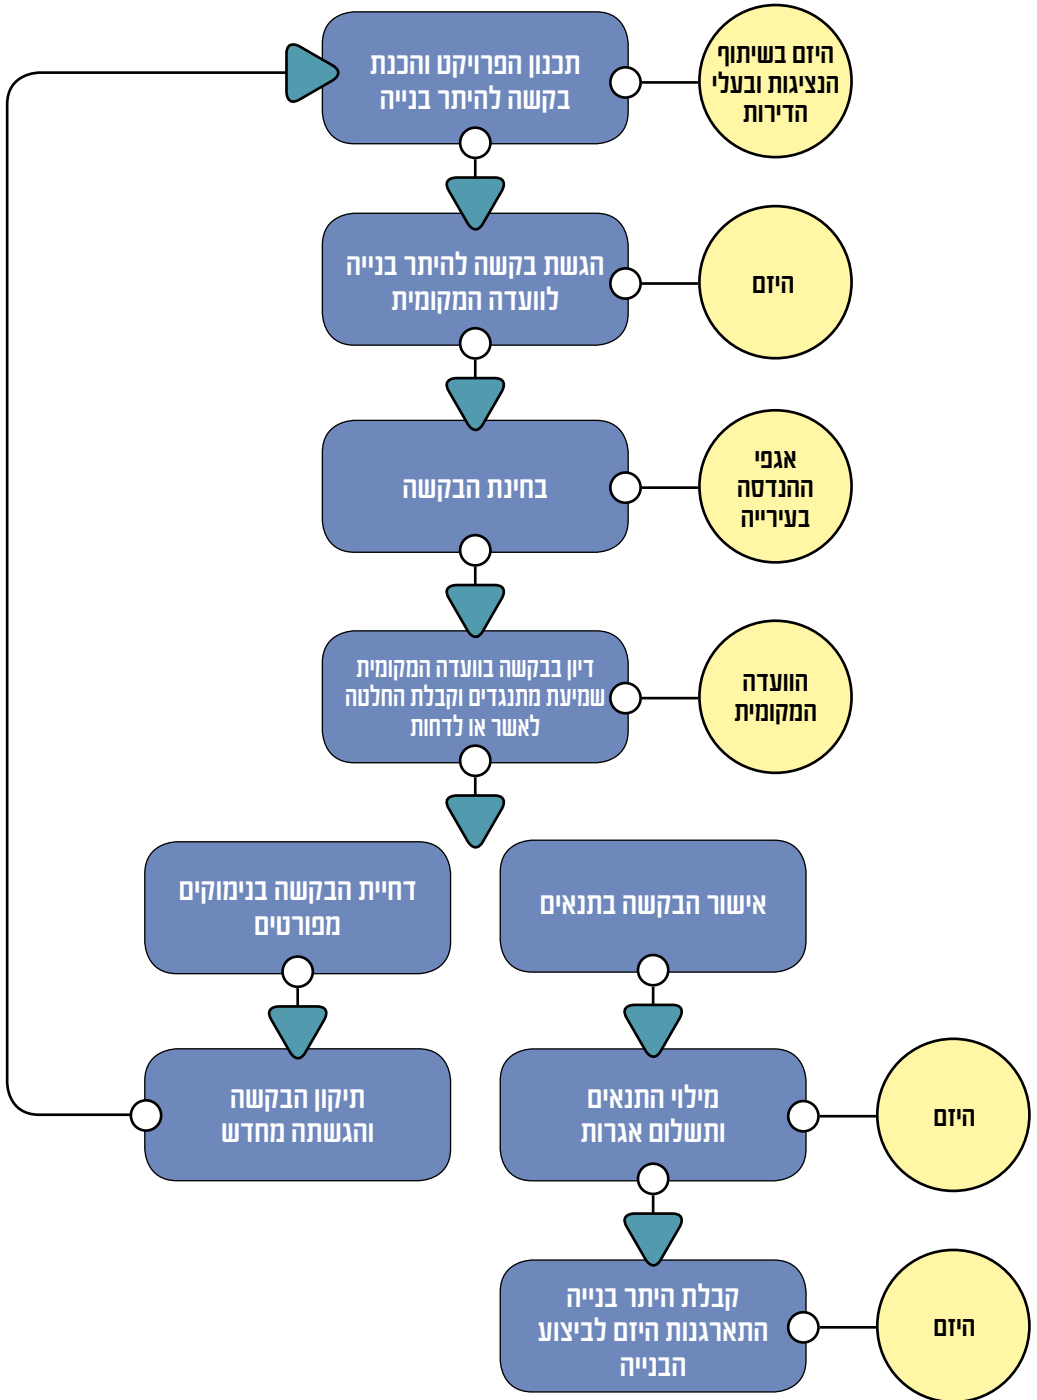 תכנון הפרויקט והכנת
בקשה להיתר בנייה
היזם בשיתוף
הנציגות ובעלי
הדירות
הגשת בקשה להיתר בנייה
לוועדה המקומית
היזם
בחינת הבקשה
אגפי
ההנדסה
בעירייה
דיון בבקשה בוועדה המקומית
שמיעת מתנגדים וקבלת החלטה
לאשר או לדחות
הוועדה
המקומית
אישור הבקשה בתנאים
דחיית הבקשה בנימוקים
מפורטים
מילוי התנאים
ותשלום אגרות
היזם
תיקון הבקשה
והגשתה מחדש
קבלת היתר בנייה
התארגנות היזם לביצוע
הבנייה
היזם